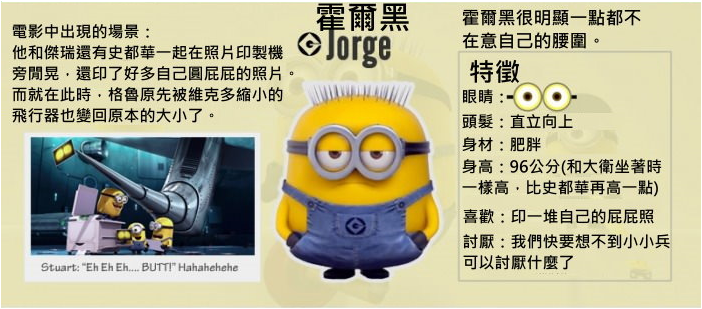 霍爾黑
Jorge
電影中出現的場景：
他和傑瑞還有史都華一起在照片印製機
旁閒晃，還印了好多自己圓屁屁的照片。
而就在此時，格魯原先被維克多縮小的
飛行器也變回原本的大小了。
Stuart: "Eh Eh Eh.... BUTT!" Hahahehehe
霍爾黑很明顯一點都不
在意自己的腰圍。
特徵
眼睛：
頭髮：直立向上
身材：肥胖
身高：96公分(和大衛坐著時
一樣高，比史都華再高一點)
喜歡：印一堆自己的屁屁照
討厭：我們快要想不到小小兵
可以討厭什麼了